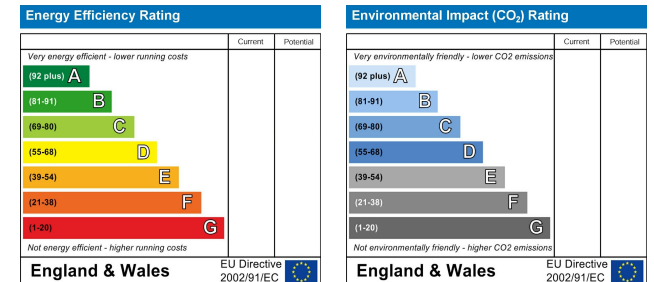 Energy Efficiency Rating
Current Potential
Very energy efficient - lower running costs
(92 plus) A
(81-91) B
(69-80) C
(55-68) D
(39-54) E
(21-38) F
(1-20) G
Not energy efficient - higher running costs
England & Wales
EU Directive
2002/91/EC
Environmental Impact (CO₂) Rating
Current Potential
Very environmentally friendly - lower CO2 emissions
(92 plus) A
(81-91) B
(69-80) C
(55-68) D
(39-54) E
(21-38) F
(1-20) G
Not environmentally friendly - higher CO2 emissions
England & Wales
EU Directive
2002/91/EC